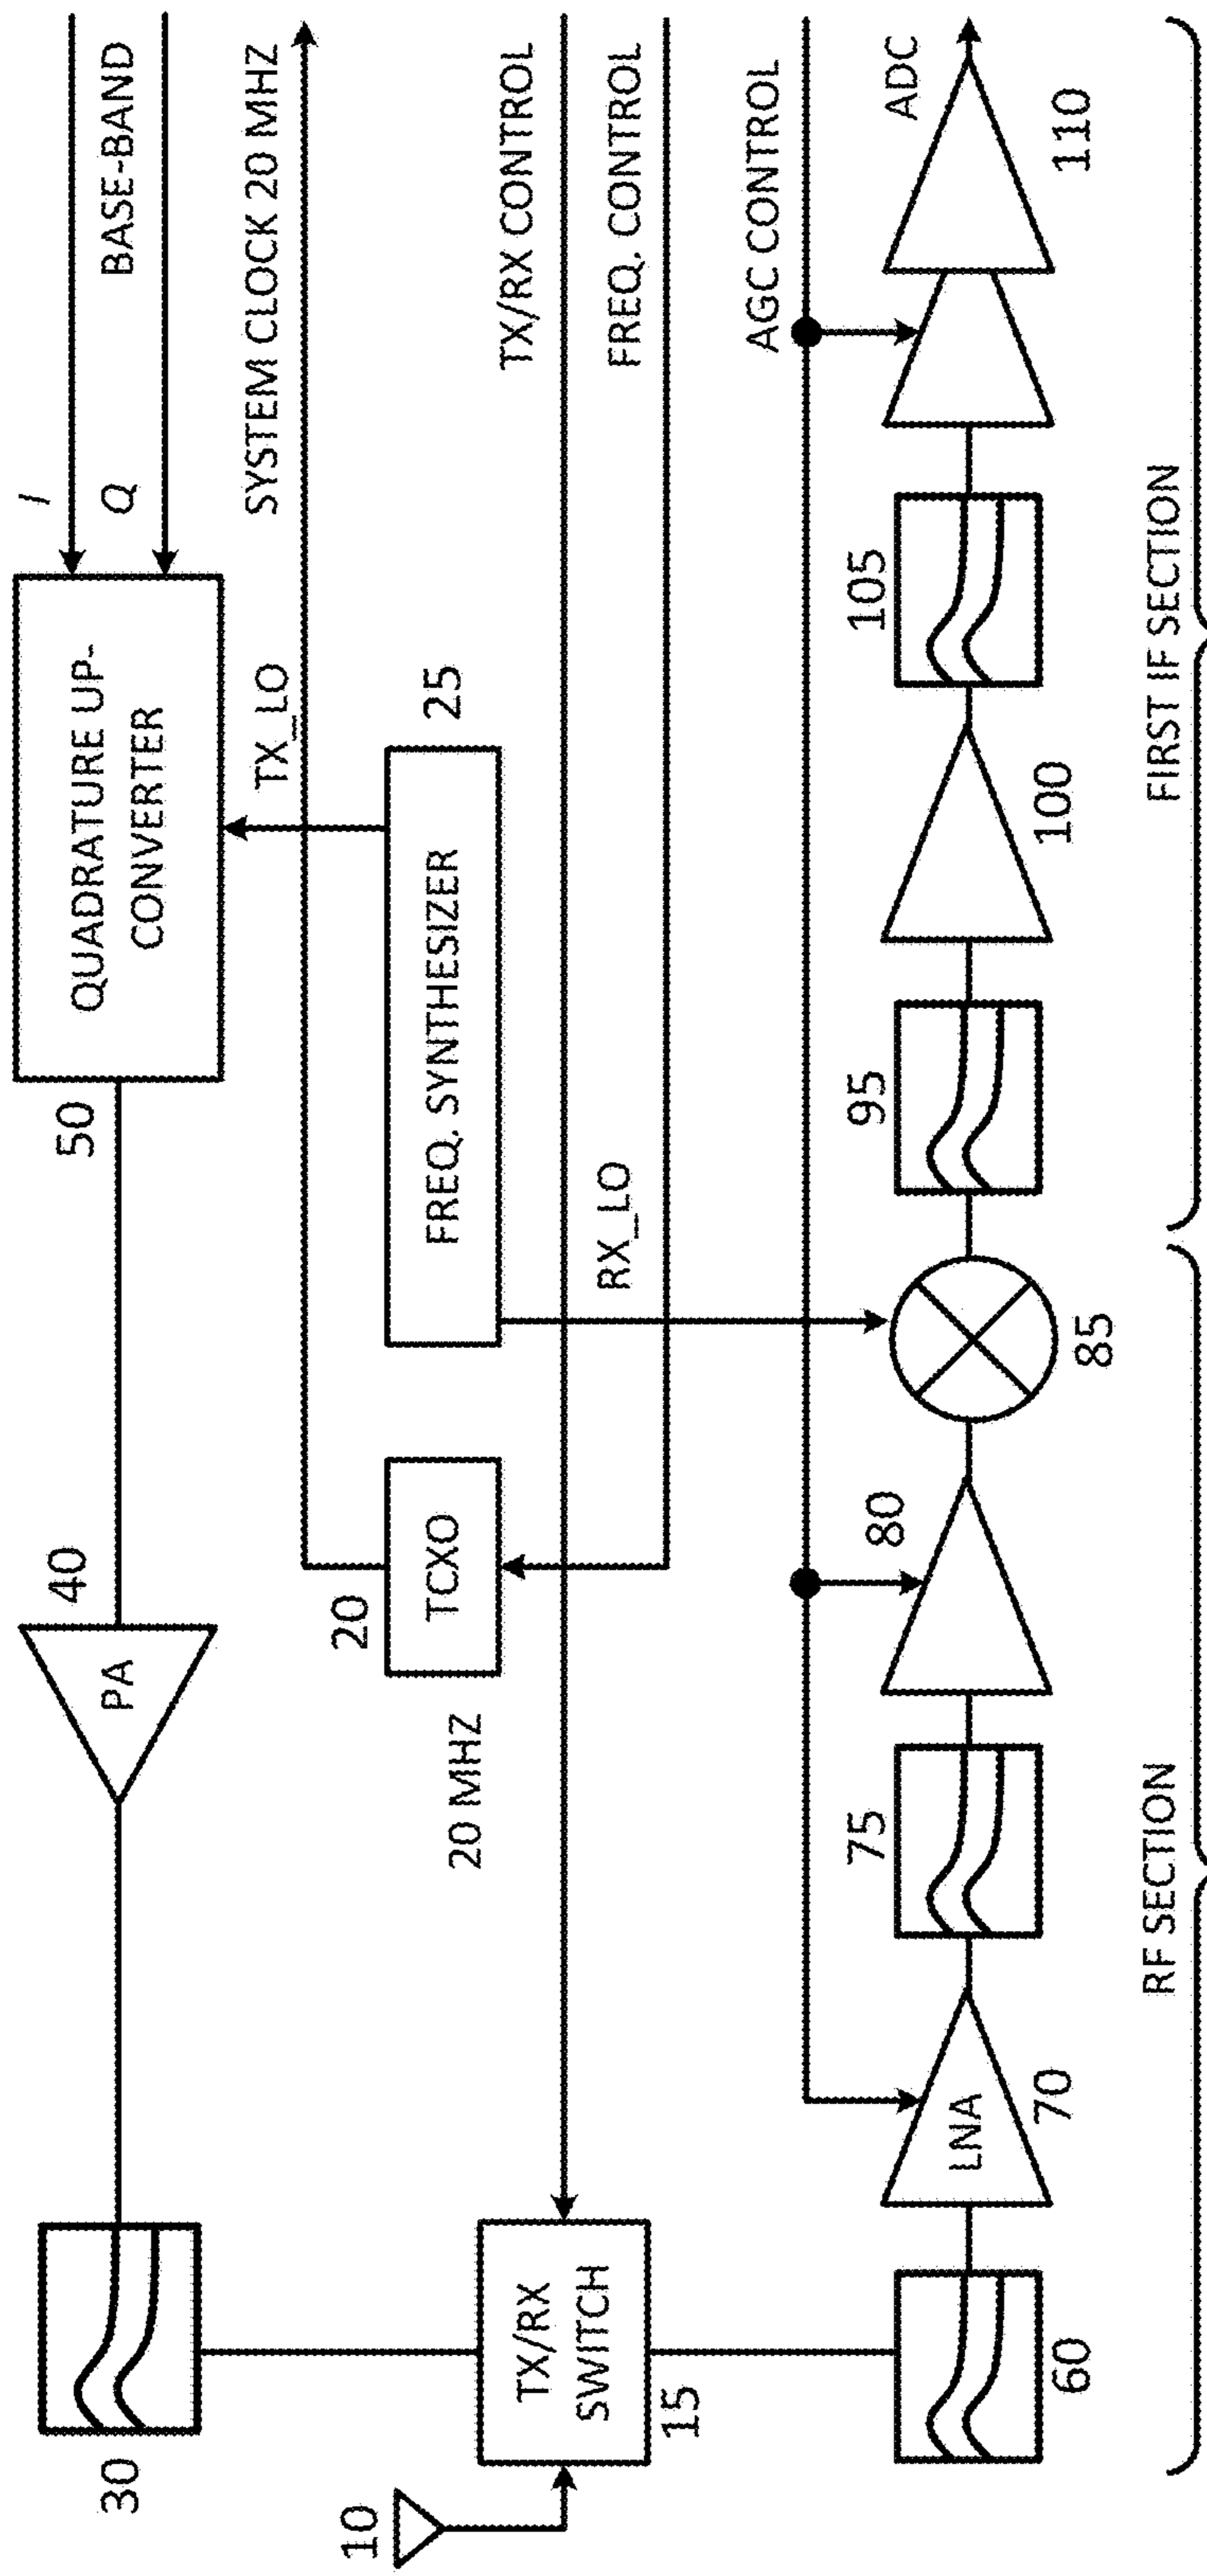 I
Q
BASE-BAND
QUADRATURE UP-
CONVERTER
50
40
PA
30
SYSTEM CLOCK 20 MHZ
TX_LO
25
FREQ. SYNTHESIZER
20
TCXO
20 MHZ
TX/RX CONTROL
FREQ. CONTROL
RX_LO
10
TX/RX
SWITCH
15
AGC CONTROL
60
LNA
70
75
80
85
95
100
105
110
ADC
RF SECTION
FIRST IF SECTION